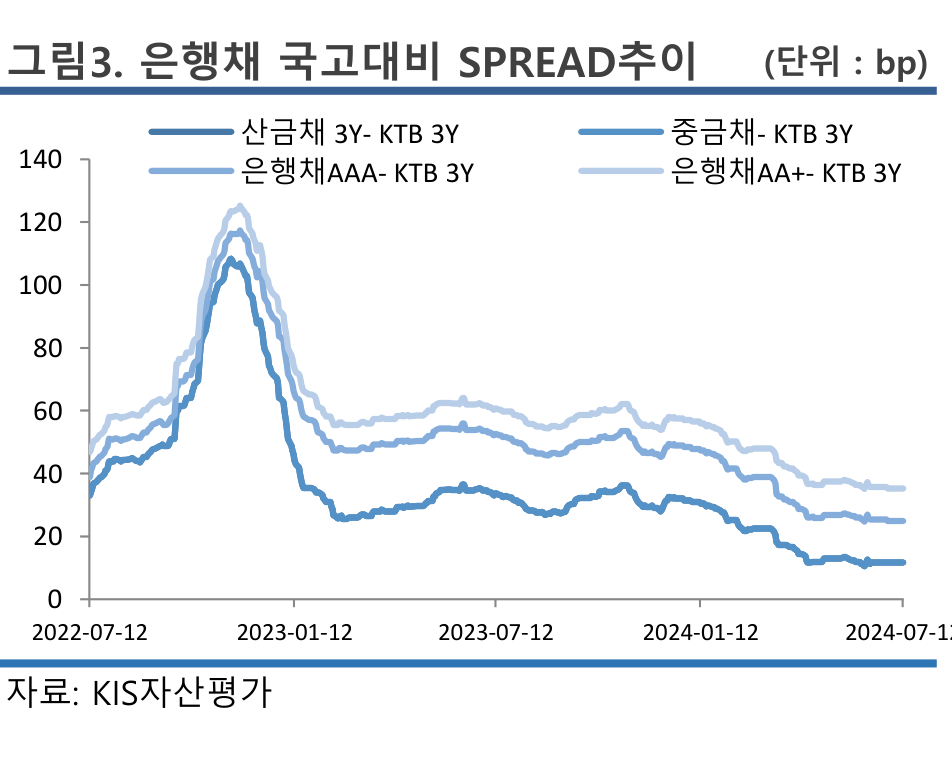 그림3. 은행채 국고대비 SPREAD추이 (단위 : bp)
산금채 3Y- KTB 3Y 중금채- KTB 3Y
은행채AAA- KTB 3Y 은행채AA+- KTB 3Y
140
120
100
80
60
40
20
0
2022-07-12 2023-01-12 2023-07-12 2024-01-12 2024-07-12
자료: KIS자산평가